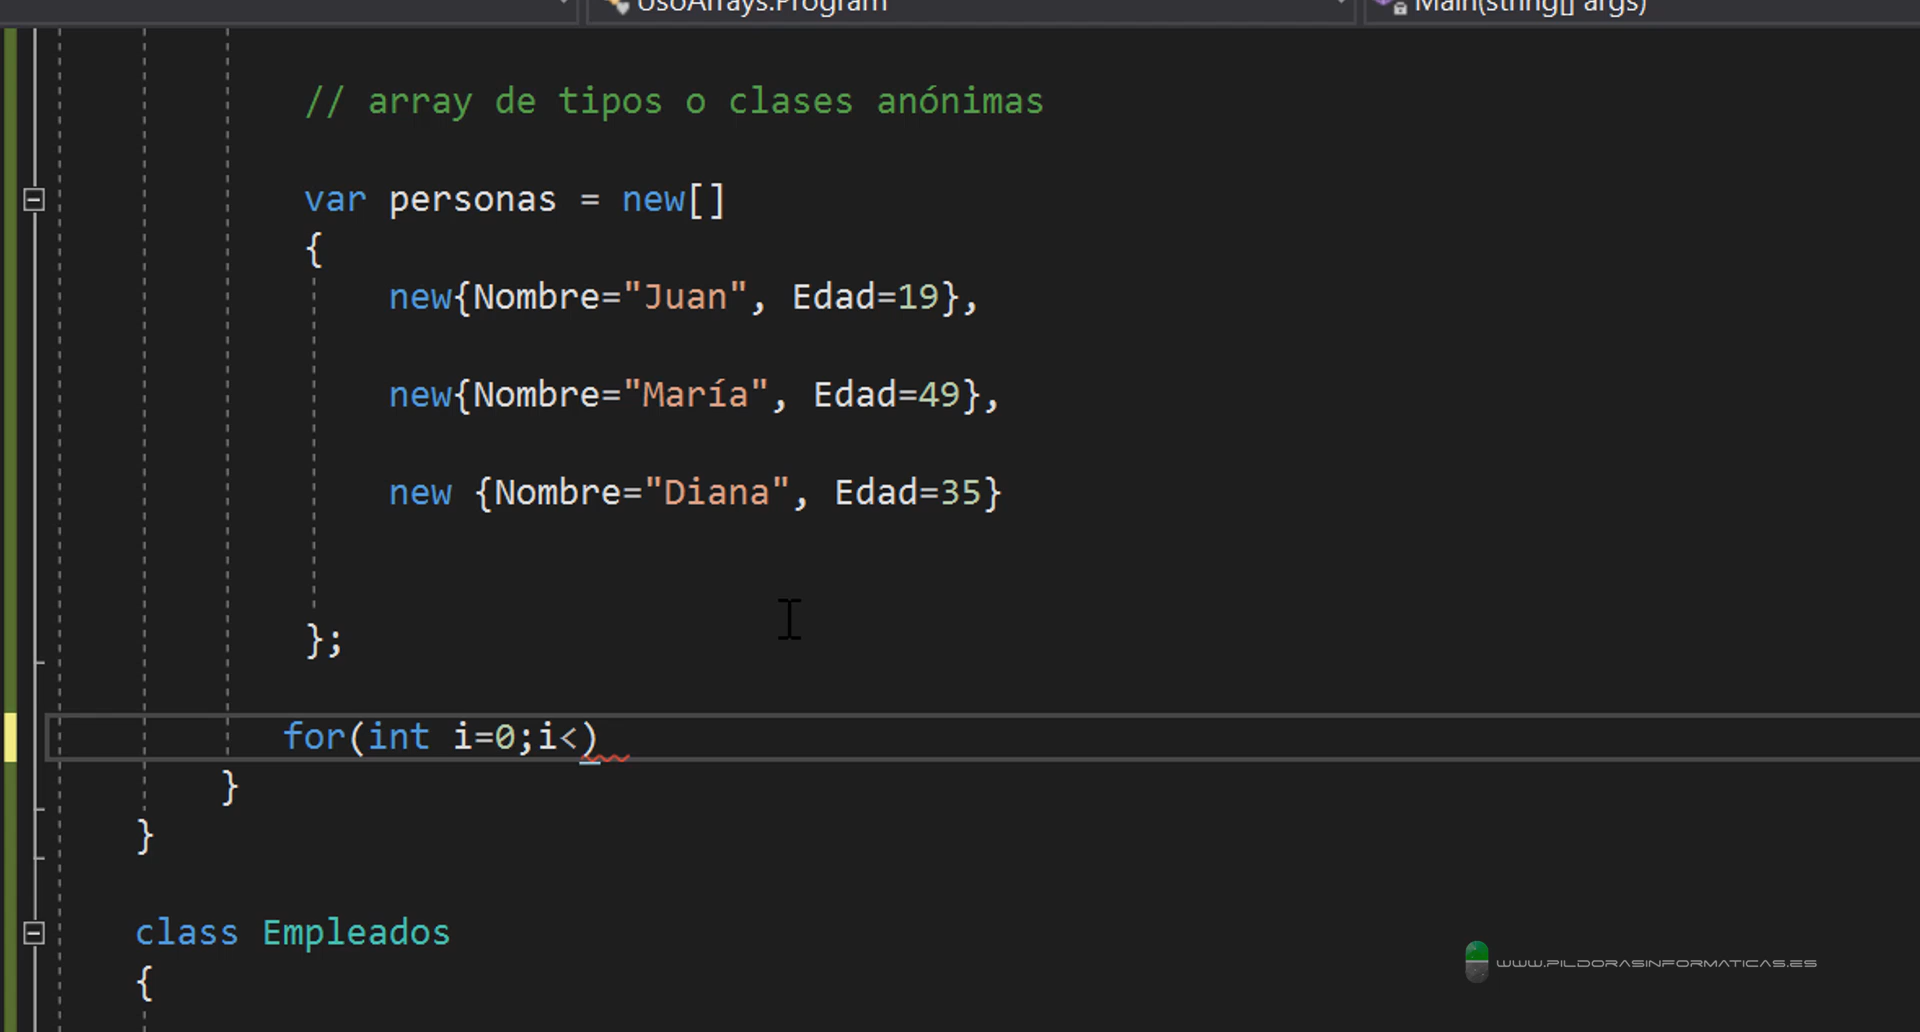 UsoArrays.Program
Main(string[] args)
// array de tipos o clases anónimas
var personas = new[]
{
new{Nombre="Juan", Edad=19},
new{Nombre="María", Edad=49},
new {Nombre="Diana", Edad=35}
};
for(int i=0;i<)
}
}
class Empleados
{
WWW.PILDORASINFORMATICAS.ES